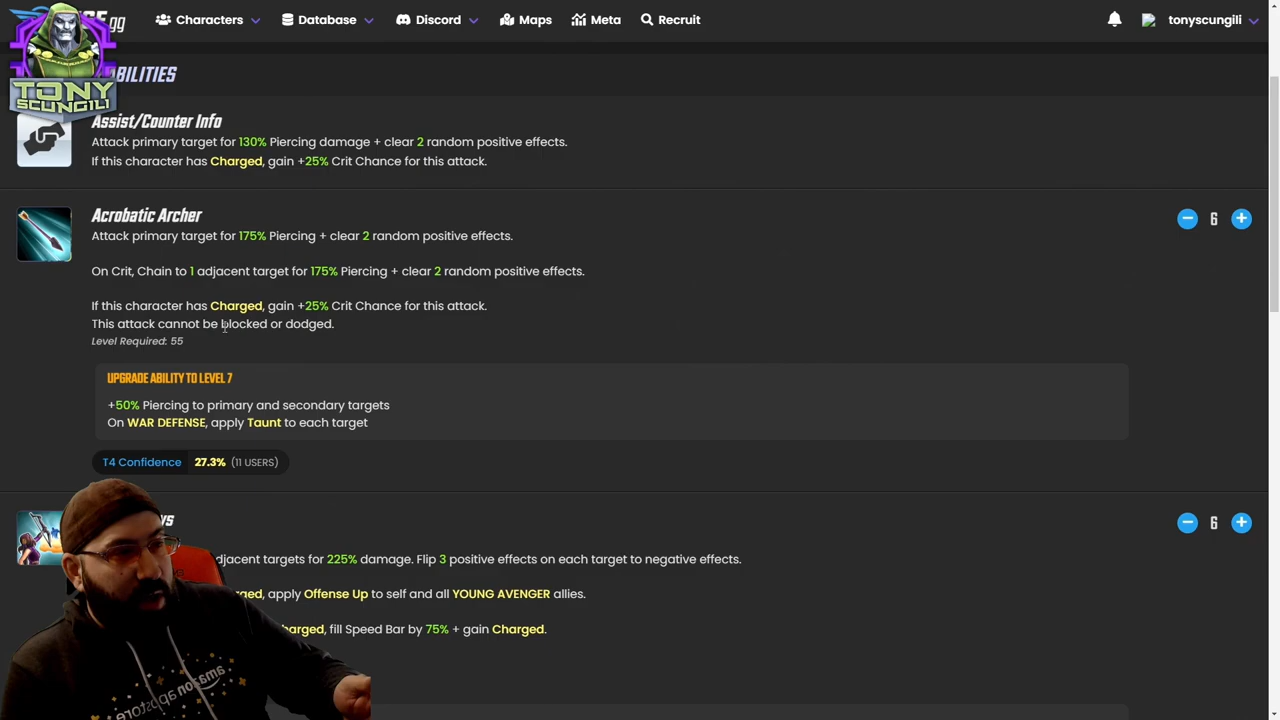 .gg
Characters
Database
Discord
Maps
Meta
Recruit
tonyscungili
TONY
SCUNGILI
BILITIES
Assist/Counter Info
Attack primary target for 130% Piercing damage + clear 2 random positive effects.
If this character has Charged, gain +25% Crit Chance for this attack.
Acrobatic Archer
6
Attack primary target for 175% Piercing + clear 2 random positive effects.
On Crit, Chain to 1 adjacent target for 175% Piercing + clear 2 random positive effects.
If this character has Charged, gain +25% Crit Chance for this attack.
This attack cannot be blocked or dodged.
Level Required: 55
UPGRADE ABILITY TO LEVEL 7
+50% Piercing to primary and secondary targets
On WAR DEFENSE, apply Taunt to each target
T4 Confidence 27.3% (11 USERS)
6
adjacent targets for 225% damage. Flip 3 positive effects on each target to negative effects.
apply Offense Up to self and all YOUNG AVENGER allies.
fill Speed Bar by 75% + gain Charged.
amazon appstore